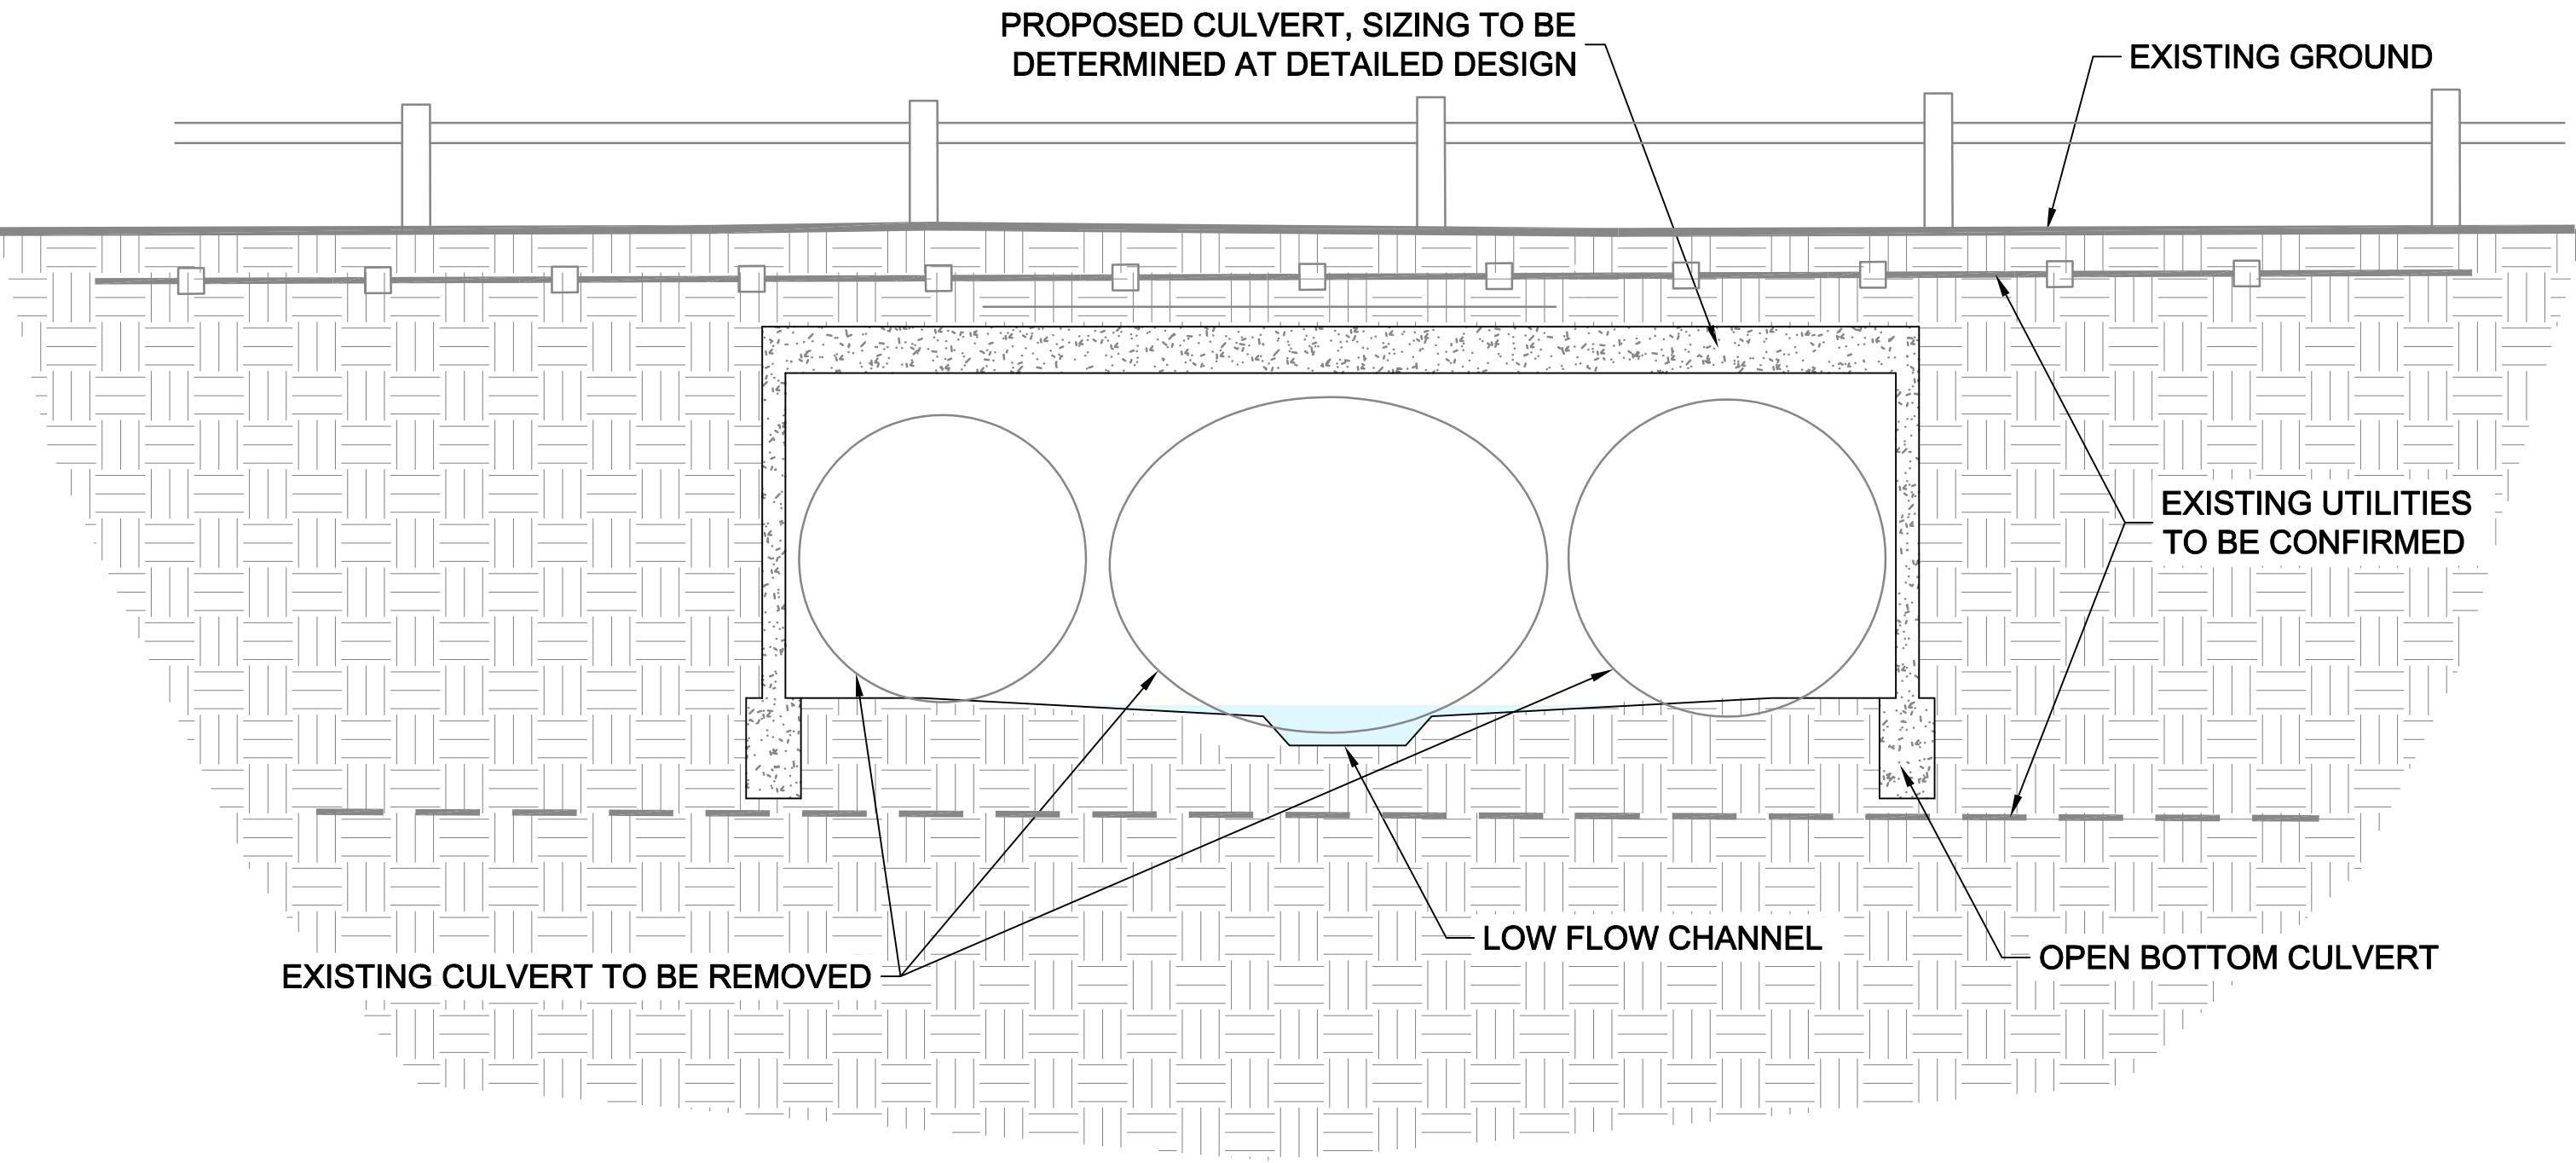 PROPOSED CULVERT, SIZING TO BE
DETERMINED AT DETAILED DESIGN
EXISTING GROUND
EXISTING UTILITIES
TO BE CONFIRMED
LOW FLOW CHANNEL
OPEN BOTTOM CULVERT
EXISTING CULVERT TO BE REMOVED